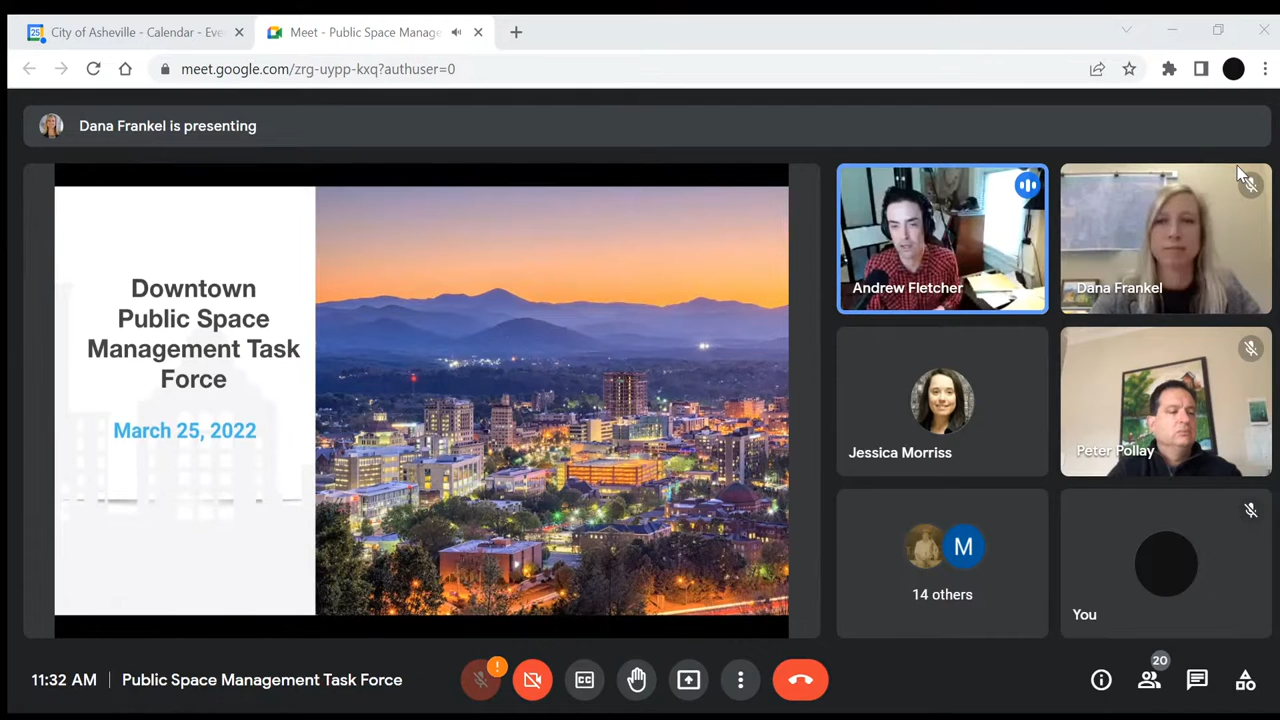 25
City of Asheville - Calendar - Eve
Meet - Public Space Manage
meet.google.com/zrg-uypp-kxq?authuser=0
Dana Frankel is presenting
Downtown
Public Space
Management Task
Force
March 25, 2022
Andrew Fletcher
Dana Frankel
Jessica Morriss
Peter Pollay
M
14 others
You
11:32 AM
Public Space Management Task Force
!
CC
20